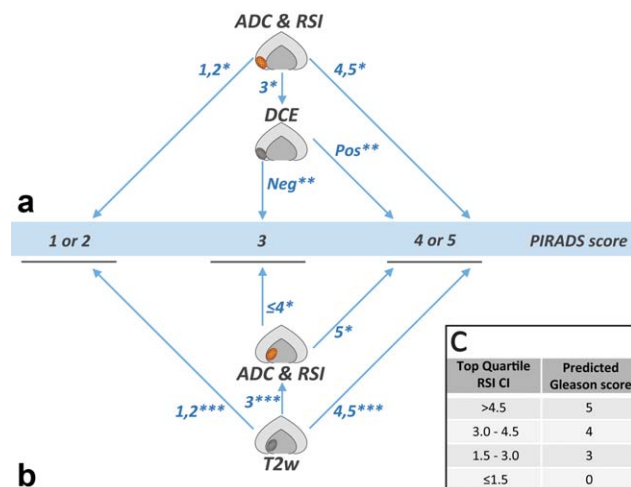 ADC & RSI
1,2*
4,5*
3*
DCE
Pos**
Neg**
a
1 or 2
3
4 or 5
PIRADS score
≤4*
5*
ADC & RSI
1,2***
3***
4,5***
T2w
b
C
Top Quartile RSI CI
Predicted Gleason score
>4.5
5
3.0 - 4.5
4
1.5 - 3.0
3
≤1.5
0